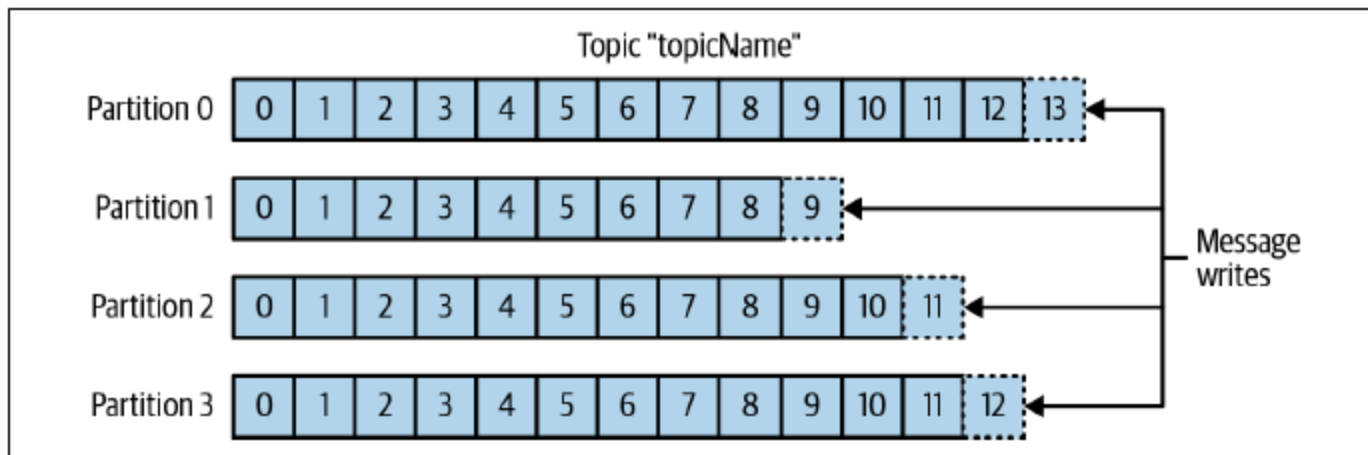 Topic "topicName"
Partition 0 0 1 2 3 4 5 6 7 8 9 10 11 12 13
Partition 1 0 1 2 3 4 5 6 7 8 9
Partition 2 0 1 2 3 4 5 6 7 8 9 10 11
Partition 3 0 1 2 3 4 5 6 7 8 9 10 11 12
Message
writes